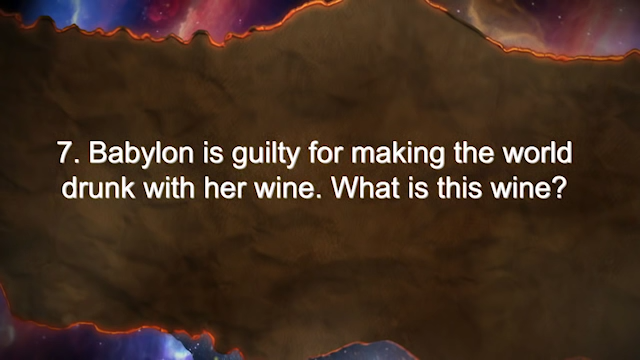 7. Babylon is guilty for making the world
drunk with her wine. What is this wine?